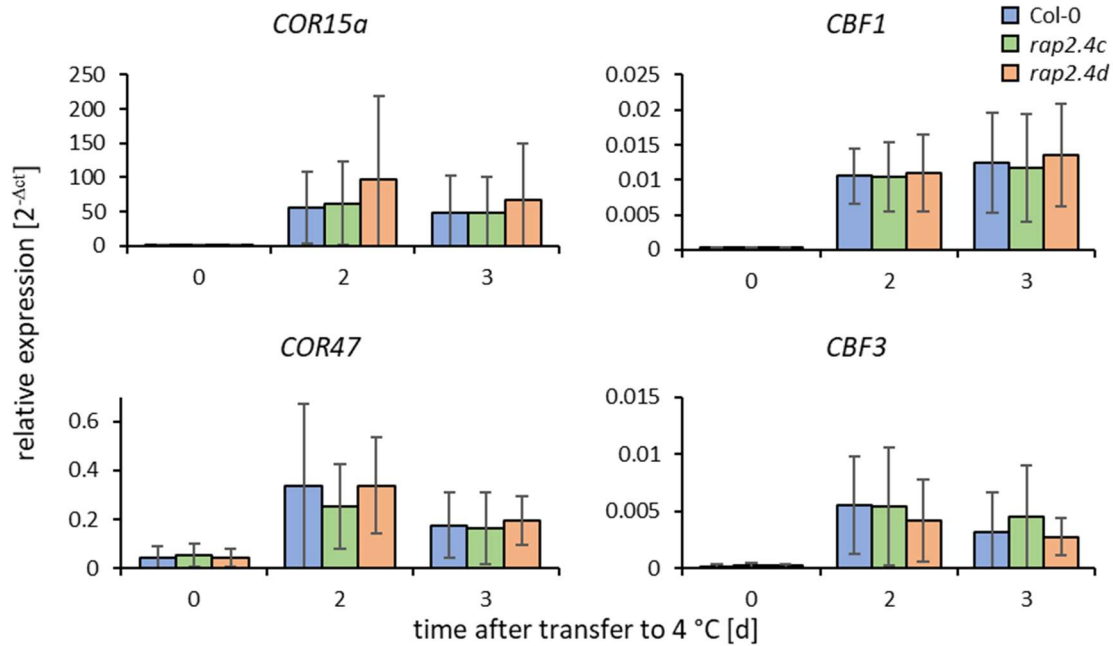 COR15a
CBF1
Col-0
rap2.4c
rap2.4d
250
200
150
100
50
0
0 2 3
0.025
0.02
0.015
0.01
0.005
0
0 2 3
relative expression [2^-Δct]
COR47
CBF3
0.6
0.4
0.2
0
0 2 3
0.015
0.01
0.005
0
0 2 3
time after transfer to 4 °C [d]